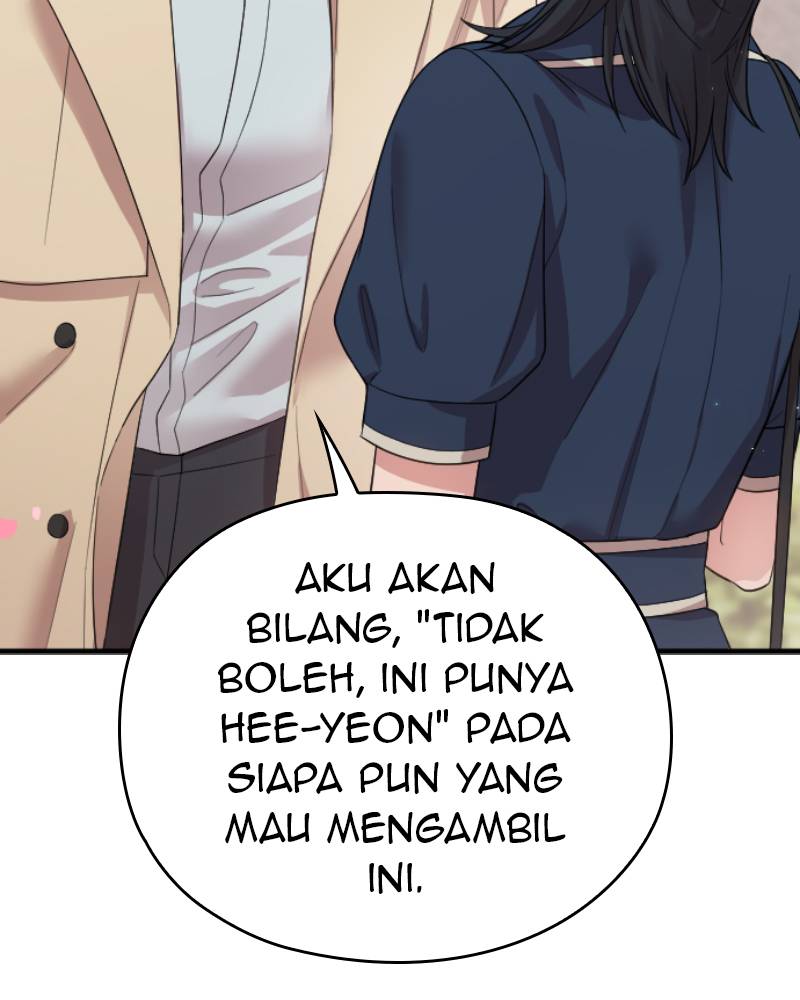 AKU AKAN
BILANG, "TIDAK
BOLEH, INI PUNYA
HEE-YEON" PADA
SIAPA PUN YANG
MAU MENGAMBIL
INI.